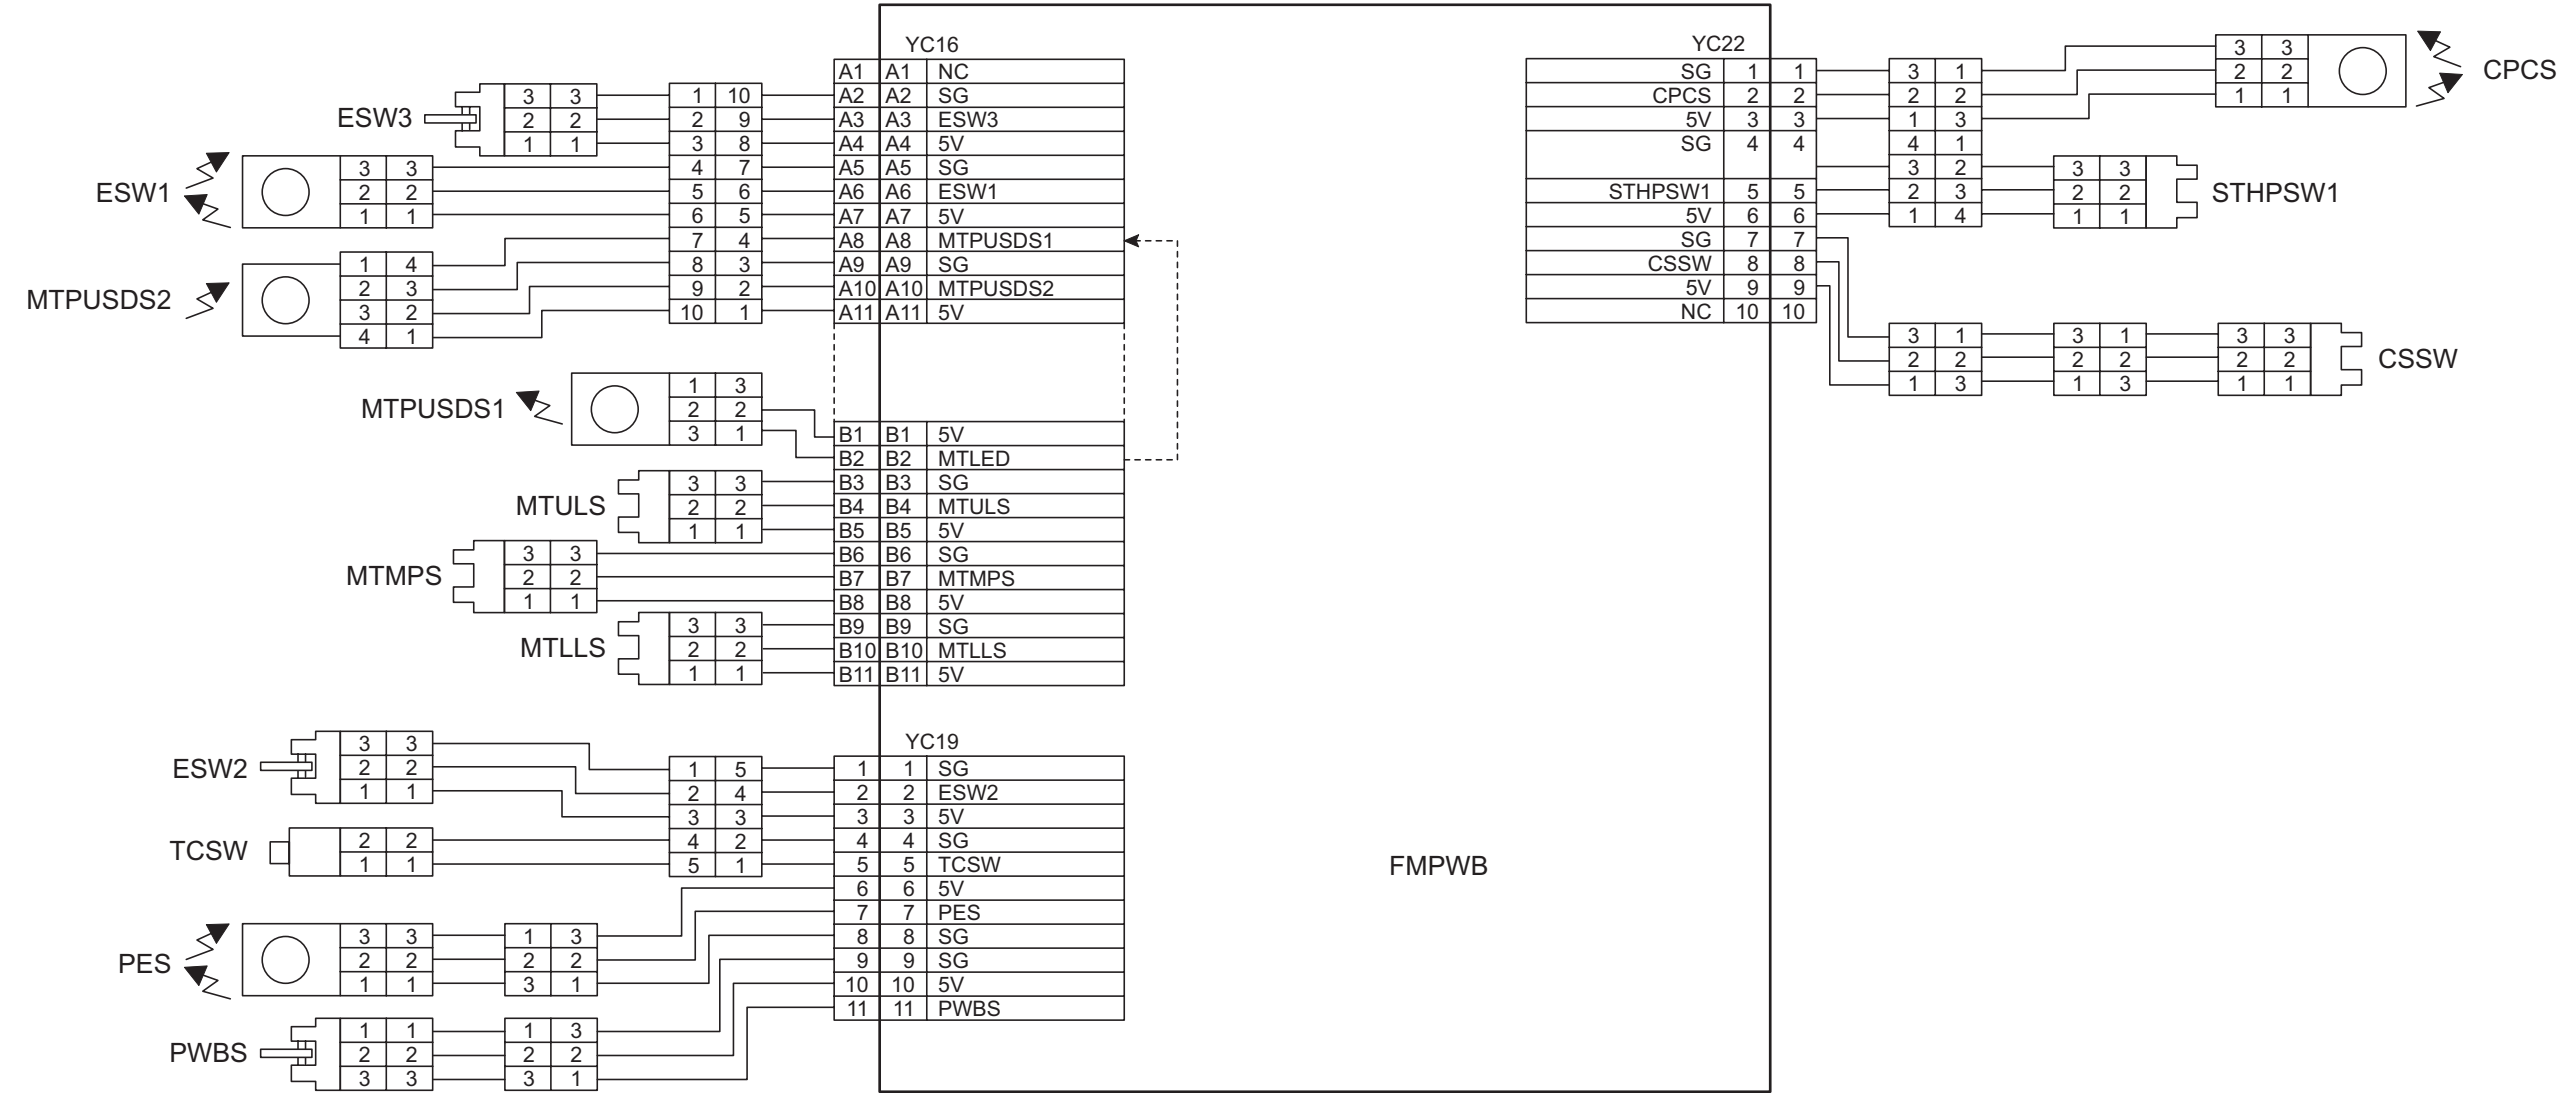 YC16 YC22
A1 A1 NC
ESW3 3 3 1 10 A2 A2 SG
2 2 2 9 A3 A3 ESW3
1 1 3 8 A4 A4 5V
ESW1 3 3 4 7 A5 A5 SG
2 2 5 6 A6 A6 ESW1
1 1 6 5 A7 A7 5V
7 4 A8 A8 MTPUSDS1
MTPUSDS2 1 4 8 3 A9 A9 SG
2 3 9 2 A10 A10 MTPUSDS2
3 2 10 1 A11 A11 5V
4 1
MTPUSDS1 1 3
2 2
3 1
B1 B1 5V
B2 B2 MTLED
MTULS 3 3 B3 B3 SG
2 2 B4 B4 MTULS
1 1 B5 B5 5V
MTMPS 3 3 B6 B6 SG
2 2 B7 B7 MTMPS
1 1 B8 B8 5V
MTLLS 3 3 B9 B9 SG
2 2 B10 B10 MTLLS
1 1 B11 B11 5V
YC19
ESW2 3 3
2 2
1 1
1 5 1 1 SG
2 4 2 2 ESW2
3 3 3 3 5V
TCSW 2 2 4 2 4 4 SG
1 1 5 1 5 5 TCSW
6 6 5V
7 7 PES
PES 3 3 1 3 8 8 SG
2 2 2 2 9 9 SG
1 1 3 1 10 10 5V
11 11 PWBS
PWBS 1 1 1 3
2 2 2 2
3 3 3 1
FMPWB
SG 1 1 3 1 3 3 CPCS
CPCS 2 2 2 2 2 2
5V 3 3 1 3 1 1
SG 4 4 4 1
3 2 3 3 STHPSW1
STHPSW1 5 5 2 3 2 2
5V 6 6 1 4 1 1
SG 7 7
CSSW 8 8
5V 9 9
NC 10 10
3 1 3 1 3 3 CSSW
2 2 2 2 2 2
1 3 1 3 1 1